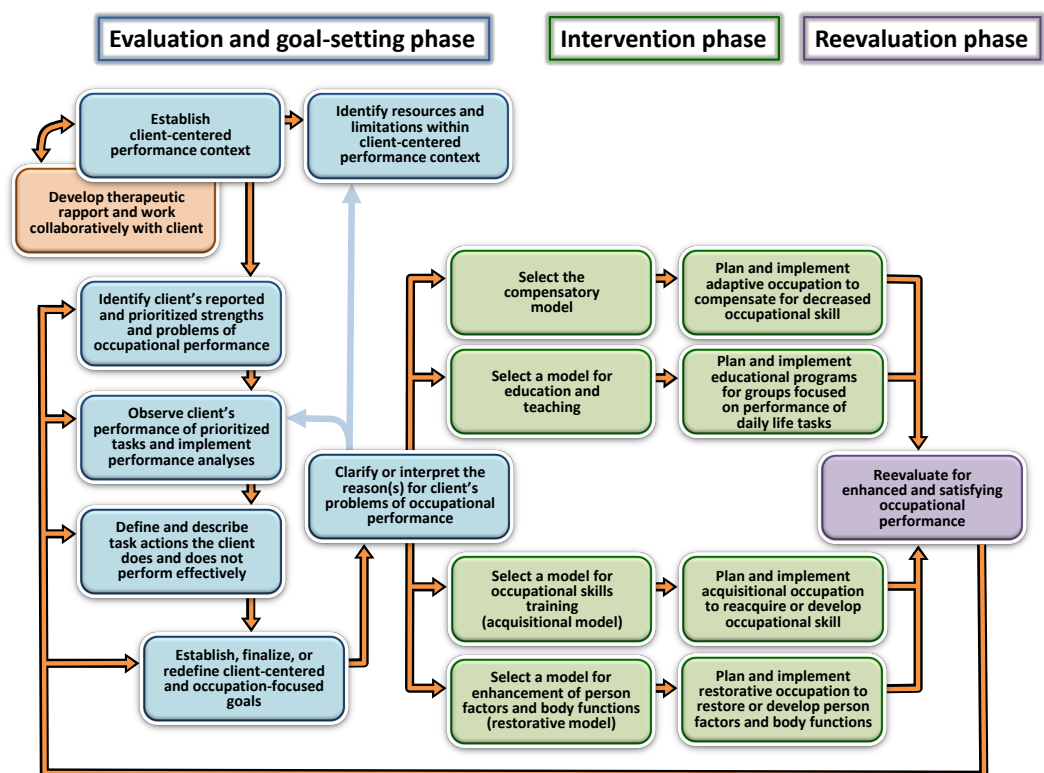 Evaluation and goal-setting phase
Intervention phase
Reevaluation phase
Establish
client-centered
performance context
Identify resources and
limitations within
client-centered
performance context
Develop therapeutic
rapport and work
collaboratively with client
Identify client’s reported
and prioritized strengths
and problems of
occupational performance
Observe client’s
performance of prioritized
tasks and implement
performance analyses
Define and describe
task actions the client
does and does not
perform effectively
Establish, finalize, or
redefine client-centered
and occupation-focused
goals
Clarify or interpret the
reason(s) for client’s
problems of occupational
performance
Select the
compensatory
model
Plan and implement
adaptive occupation to
compensate for decreased
occupational skill
Select a model for
education and
teaching
Plan and implement
educational programs
for groups focused
on performance of
daily life tasks
Select a model for
occupational skills
training
(acquisitional model)
Plan and implement
acquisitional occupation
to reacquire or develop
occupational skill
Select a model for
enhancement of person
factors and body functions
(restorative model)
Plan and implement
restorative occupation to
restore or develop person
factors and body functions
Reevaluate for
enhanced and satisfying
occupational
performance